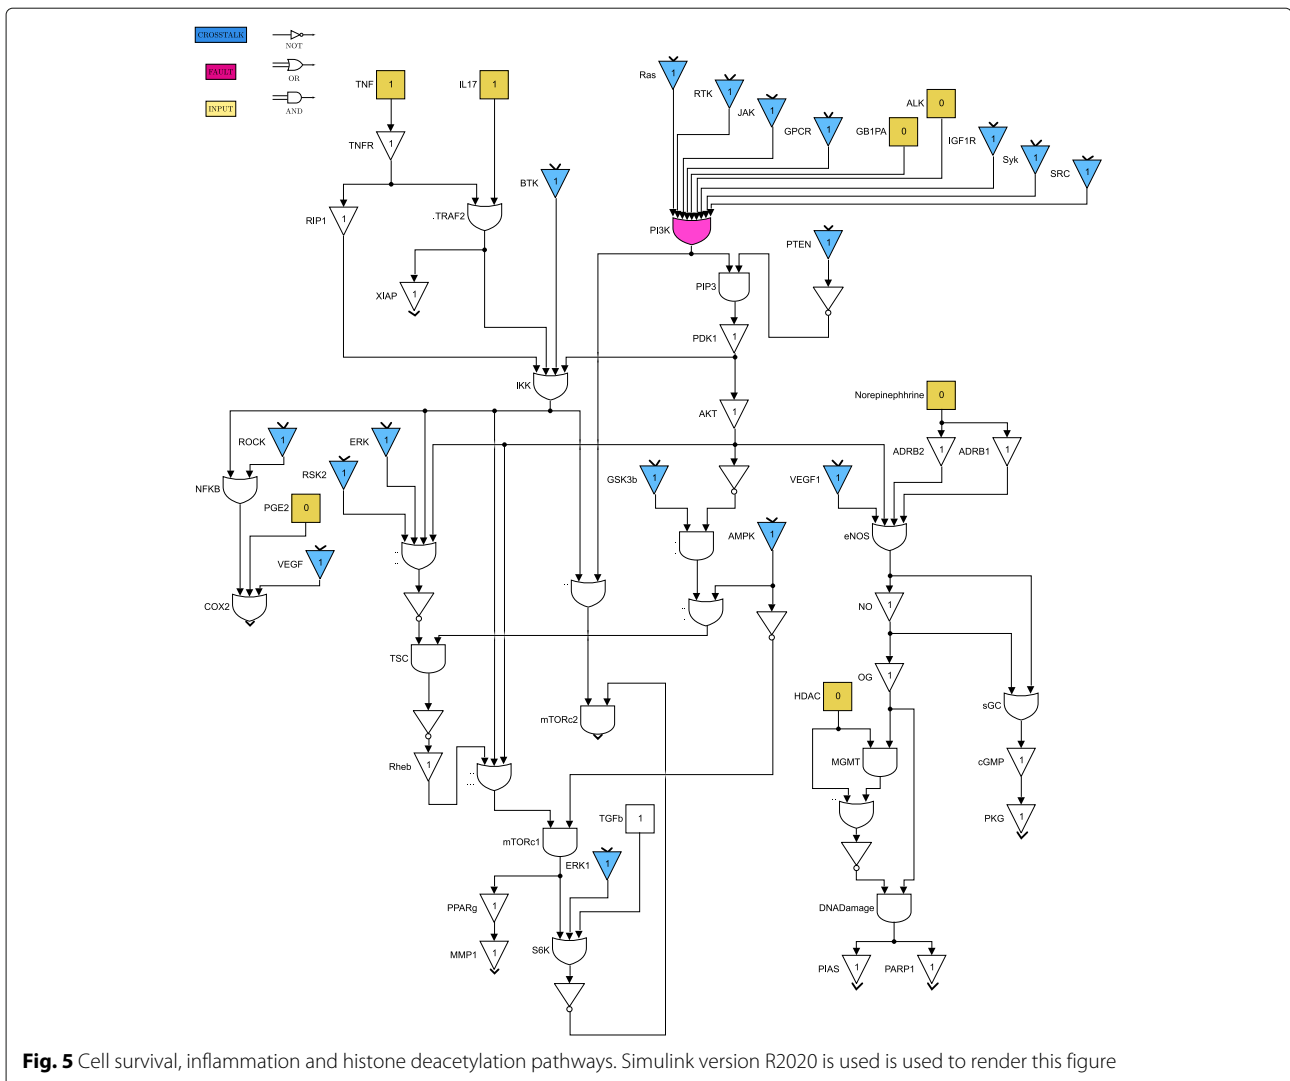 CROSSTALK
NOT
FAULT
OR
INPUT
AND
TNF 1
IL17 1
Ras 1
RTK 1
JAK 1
GPCR 1
GB1PA 0
ALK 0
IGF1R 1
Syk 1
SRC 1
TNFR 1
BTK 1
RIP1 1
.TRAF2
PI3K
PTEN 1
XIAP 1
PIP3
PDK1 1
IKK
AKT 1
Norepinephhrine 0
ROCK 1
ERK 1
ADRB2 1
ADRB1 1
RSK2 1
GSK3b 1
VEGF1 1
NFKB
PGE2 0
AMPK 1
eNOS
VEGF 1
COX2
NO 1
TSC
OG 1
HDAC 0
sGC
mTORc2
Rheb 1
MGMT
cGMP 1
TGFb 1
PKG 1
mTORc1
ERK1 1
PPARg 1
DNADamage
MMP1 1
S6K
PIAS 1
PARP1 1
Fig. 5 Cell survival, inflammation and histone deacetylation pathways. Simulink version R2020 is used is used to render this figure